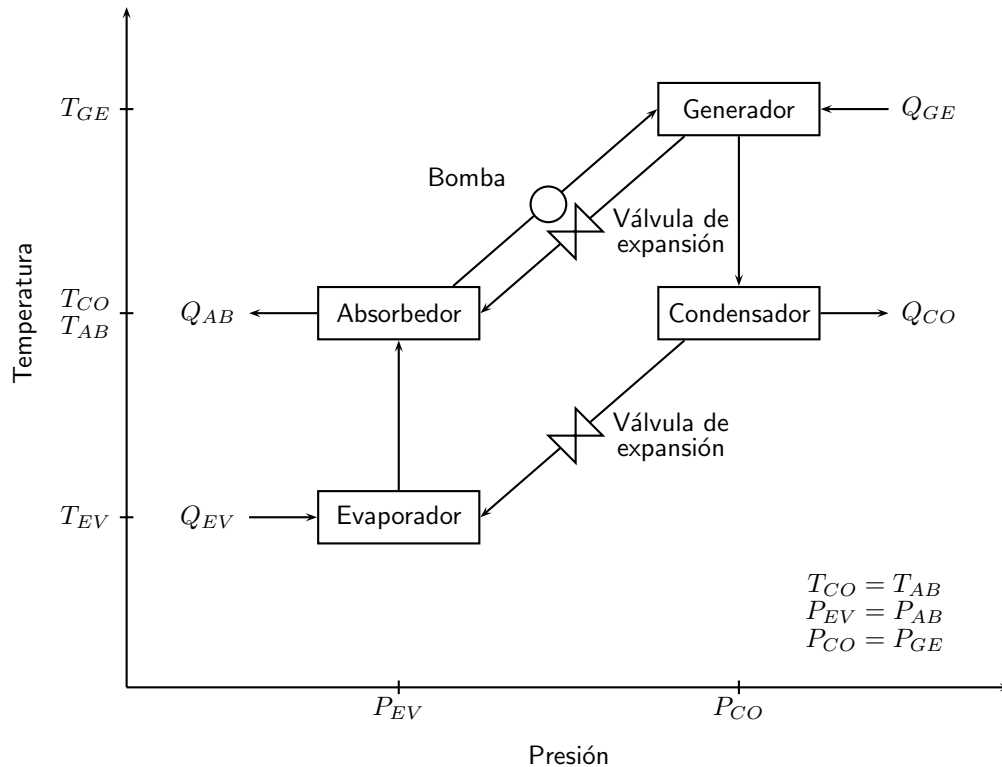 Generador
T_GE
Q_GE
Bomba
Válvula de
expansión
Temperatura
T_CO
T_AB
Q_AB
Absorbedor
Condensador
Q_CO
Válvula de
expansión
T_EV
Q_EV
Evaporador
T_CO = T_AB
P_EV = P_AB
P_CO = P_GE
P_EV
P_CO
Presión